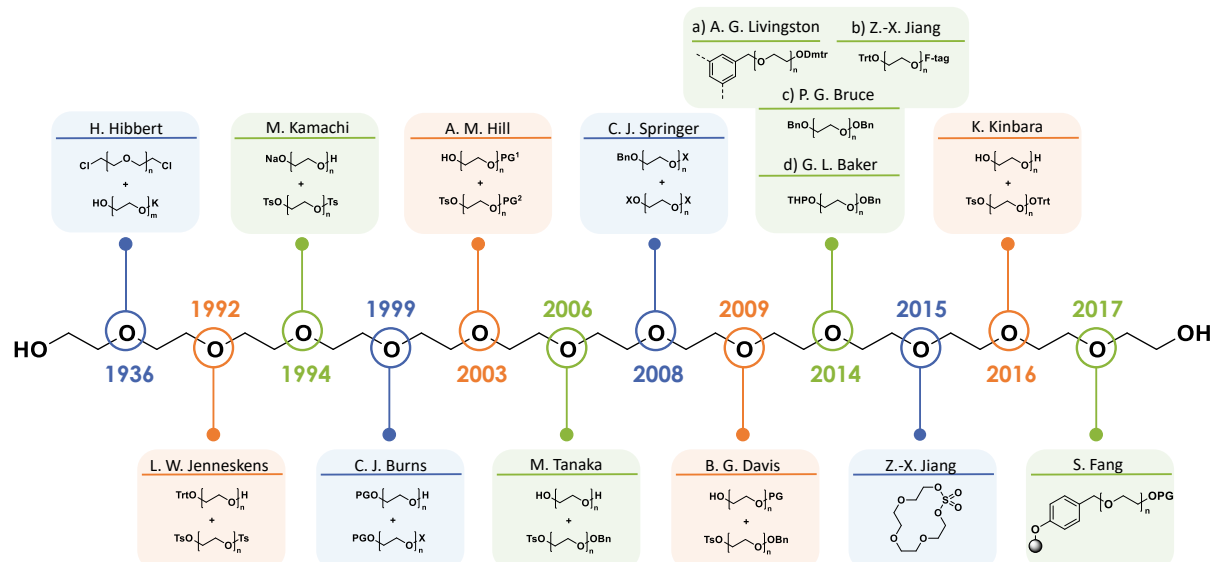 a) A. G. Livingston
b) Z.-X. Jiang
O
ODmtr
n
TrtO
O
F-tag
n
c) P. G. Bruce
BnO
O
OBn
n
d) G. L. Baker
THPO
O
OBn
n
H. Hibbert
Cl
O
n
Cl
+
HO
O
K
m
M. Kamachi
NaO
O
H
n
+
TsO
O
Ts
n
A. M. Hill
HO
O
PG1
n
+
TsO
O
PG2
n
C. J. Springer
BnO
O
X
n
+
XO
O
X
n
K. Kinbara
HO
O
H
n
+
TsO
O
OTrt
n
1992
1999
2006
2009
2015
2017
HO
O
O
O
O
O
O
O
O
O
O
O
O
OH
1936
1994
2003
2008
2014
2016
L. W. Jenneskens
TrtO
O
H
n
+
TsO
O
Ts
n
C. J. Burns
PGO
O
H
n
+
PGO
O
X
n
M. Tanaka
HO
O
H
n
+
TsO
O
OBn
n
B. G. Davis
HO
O
PG
n
+
TsO
O
OBn
n
Z.-X. Jiang
O
O
S
O
O
O
O
O
O
S. Fang
O
OPG
n
O